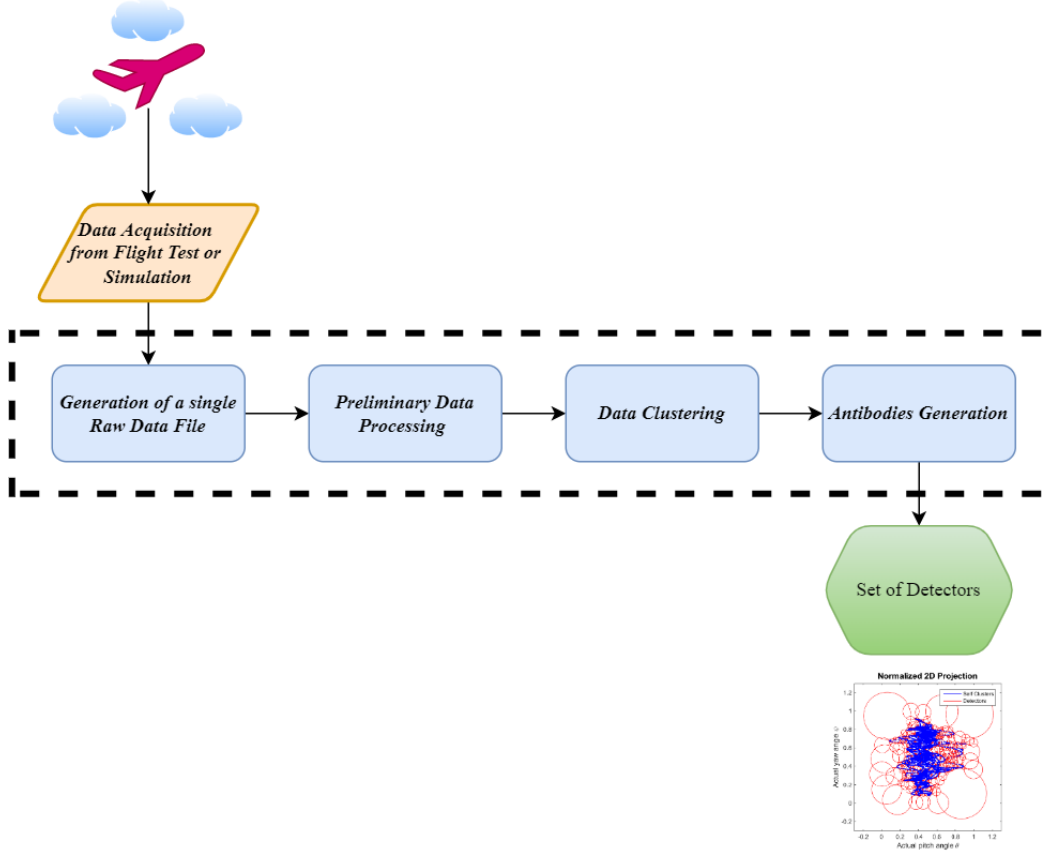 Data Acquisition
from Flight Test or
Simulation
Generation of a single
Raw Data File
Preliminary Data
Processing
Data Clustering
Antibodies Generation
Set of Detectors
Normalized 2D Projection
Self Clusters
Detectors
1.2
1
0.8
0.6
0.4
0.2
0
-0.2
Actual yaw angle ψ
-0.2 0 0.2 0.4 0.6 0.8 1 1.2
Actual pitch angle θ